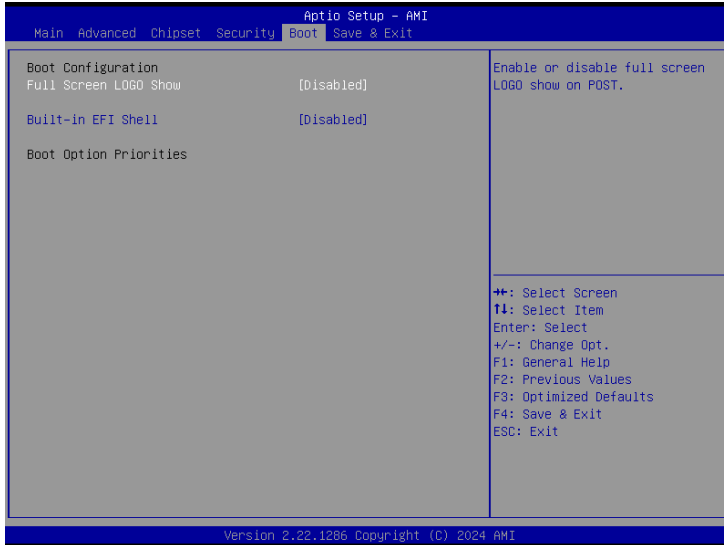 Aptio Setup – AMI
Main Advanced Chipset Security Boot Save & Exit
Boot Configuration
Full Screen LOGO Show [Disabled]
Built-in EFI Shell [Disabled]
Boot Option Priorities
Enable or disable full screen
LOGO show on POST.
→←: Select Screen
↑↓: Select Item
Enter: Select
+/-: Change Opt.
F1: General Help
F2: Previous Values
F3: Optimized Defaults
F4: Save & Exit
ESC: Exit
Version 2.22.1286 Copyright (C) 2024 AMI